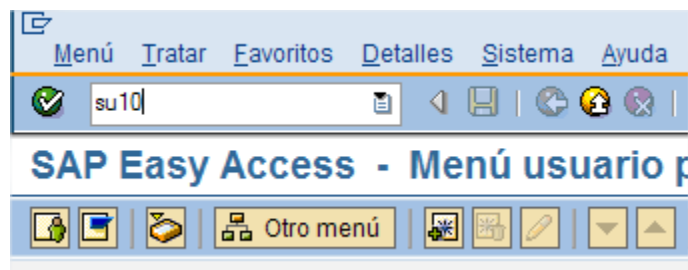 Menú Tratar Favoritos Detalles Sistema Ayuda
su10
SAP Easy Access - Menú usuario
Otro menú